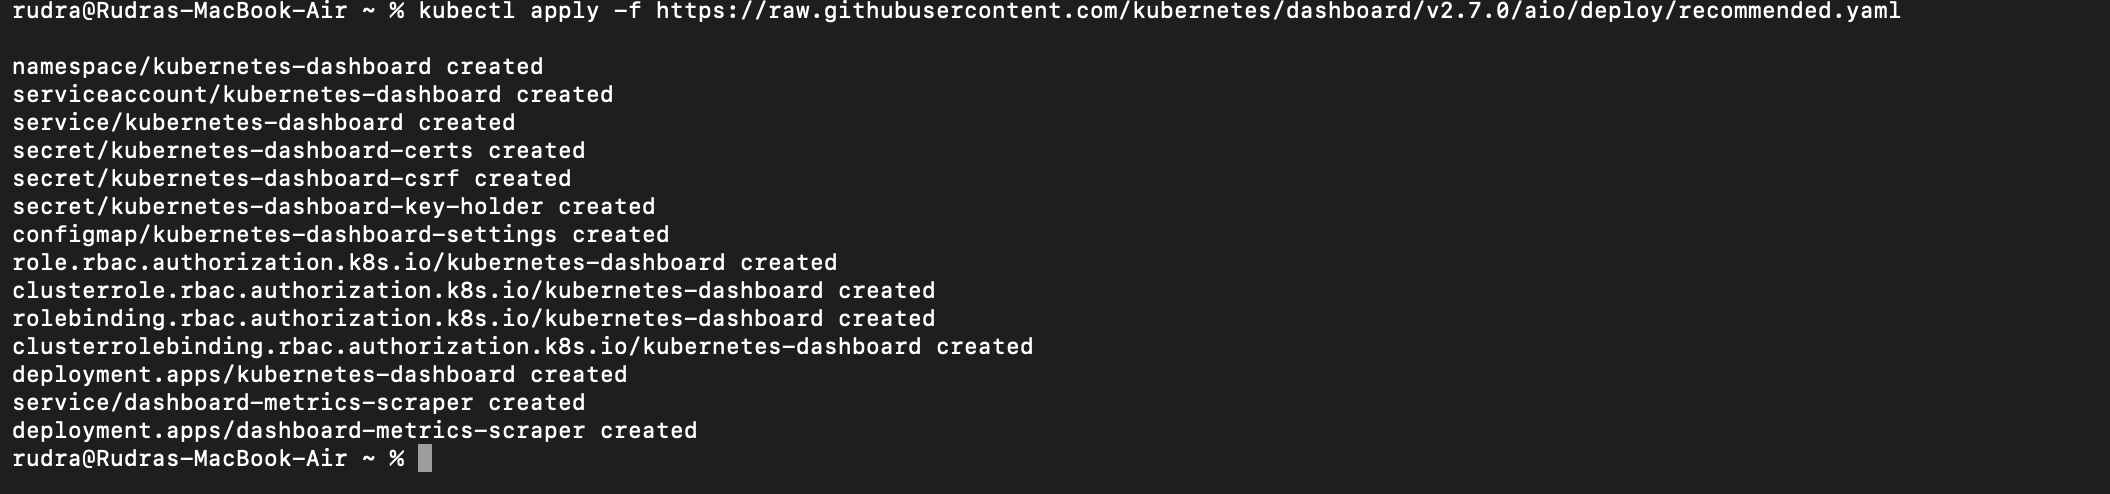 rudra@Rudras-MacBook-Air ~ % kubectl apply -f https://raw.githubusercontent.com/kubernetes/dashboard/v2.7.0/aio/deploy/recommended.yaml
namespace/kubernetes-dashboard created
serviceaccount/kubernetes-dashboard created
service/kubernetes-dashboard created
secret/kubernetes-dashboard-certs created
secret/kubernetes-dashboard-csrf created
secret/kubernetes-dashboard-key-holder created
configmap/kubernetes-dashboard-settings created
role.rbac.authorization.k8s.io/kubernetes-dashboard created
clusterrole.rbac.authorization.k8s.io/kubernetes-dashboard created
rolebinding.rbac.authorization.k8s.io/kubernetes-dashboard created
clusterrolebinding.rbac.authorization.k8s.io/kubernetes-dashboard created
deployment.apps/kubernetes-dashboard created
service/dashboard-metrics-scraper created
deployment.apps/dashboard-metrics-scraper created
rudra@Rudras-MacBook-Air ~ %